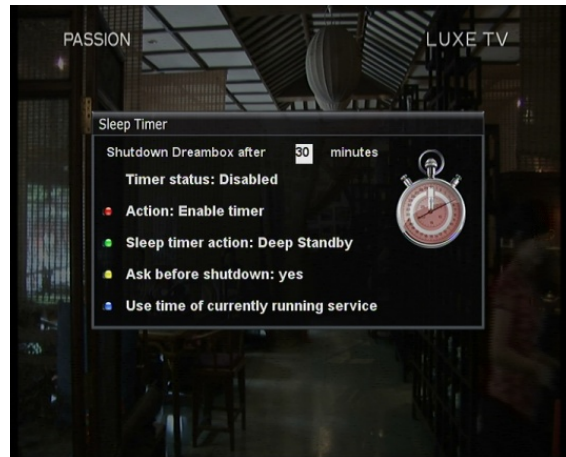 PASSION
LUXE TV
Sleep Timer
Shutdown Dreambox after 30 minutes
Timer status: Disabled
Action: Enable timer
Sleep timer action: Deep Standby
Ask before shutdown: yes
Use time of currently running service